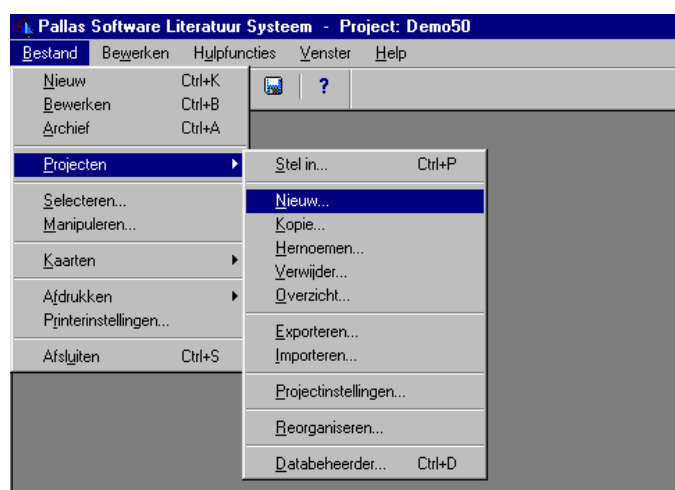 Pallas Software Literatuur Systeem - Project: Demo50
Bestand Bewerken Hulpfuncties Venster Help
?
Nieuw Ctrl+K
Bewerken Ctrl+B
Archief Ctrl+A
Projecten
Selecteren...
Manipuleren...
Kaarten
Afdrukken
Printerinstellingen...
Afsluiten Ctrl+S
Stel in... Ctrl+P
Nieuw...
Kopie...
Hernoemen...
Verwijder...
Overzicht...
Exporteren...
Importeren...
Projectinstellingen...
Reorganiseren...
Databeheerder... Ctrl+D